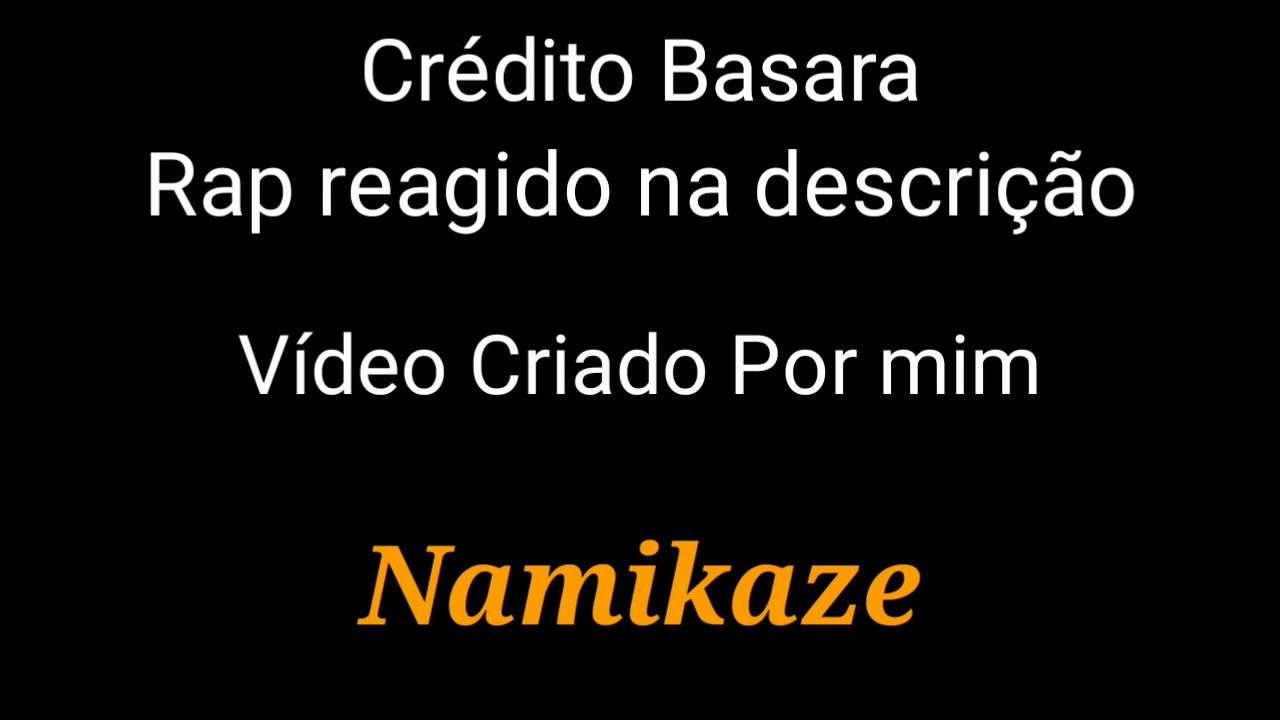 Crédito Basara
Rap reagido na descrição
Vídeo Criado Por mim
Namikaze